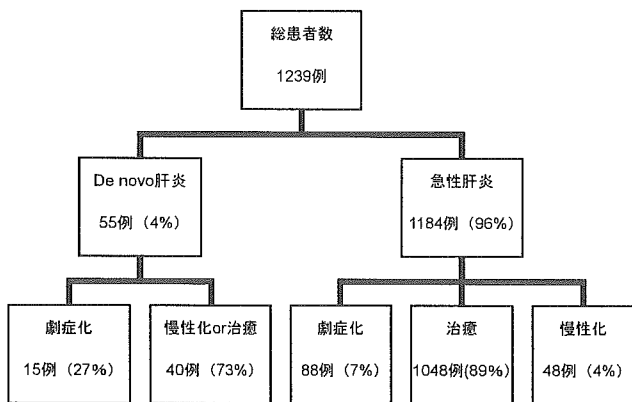 総患者数
1239例
De novo肝炎
55例（4%）
急性肝炎
1184例（96%）
劇症化
15例（27%）
慢性化or治癒
40例（73%）
劇症化
88例（7%）
治癒
1048例(89%)
慢性化
48例（4%）